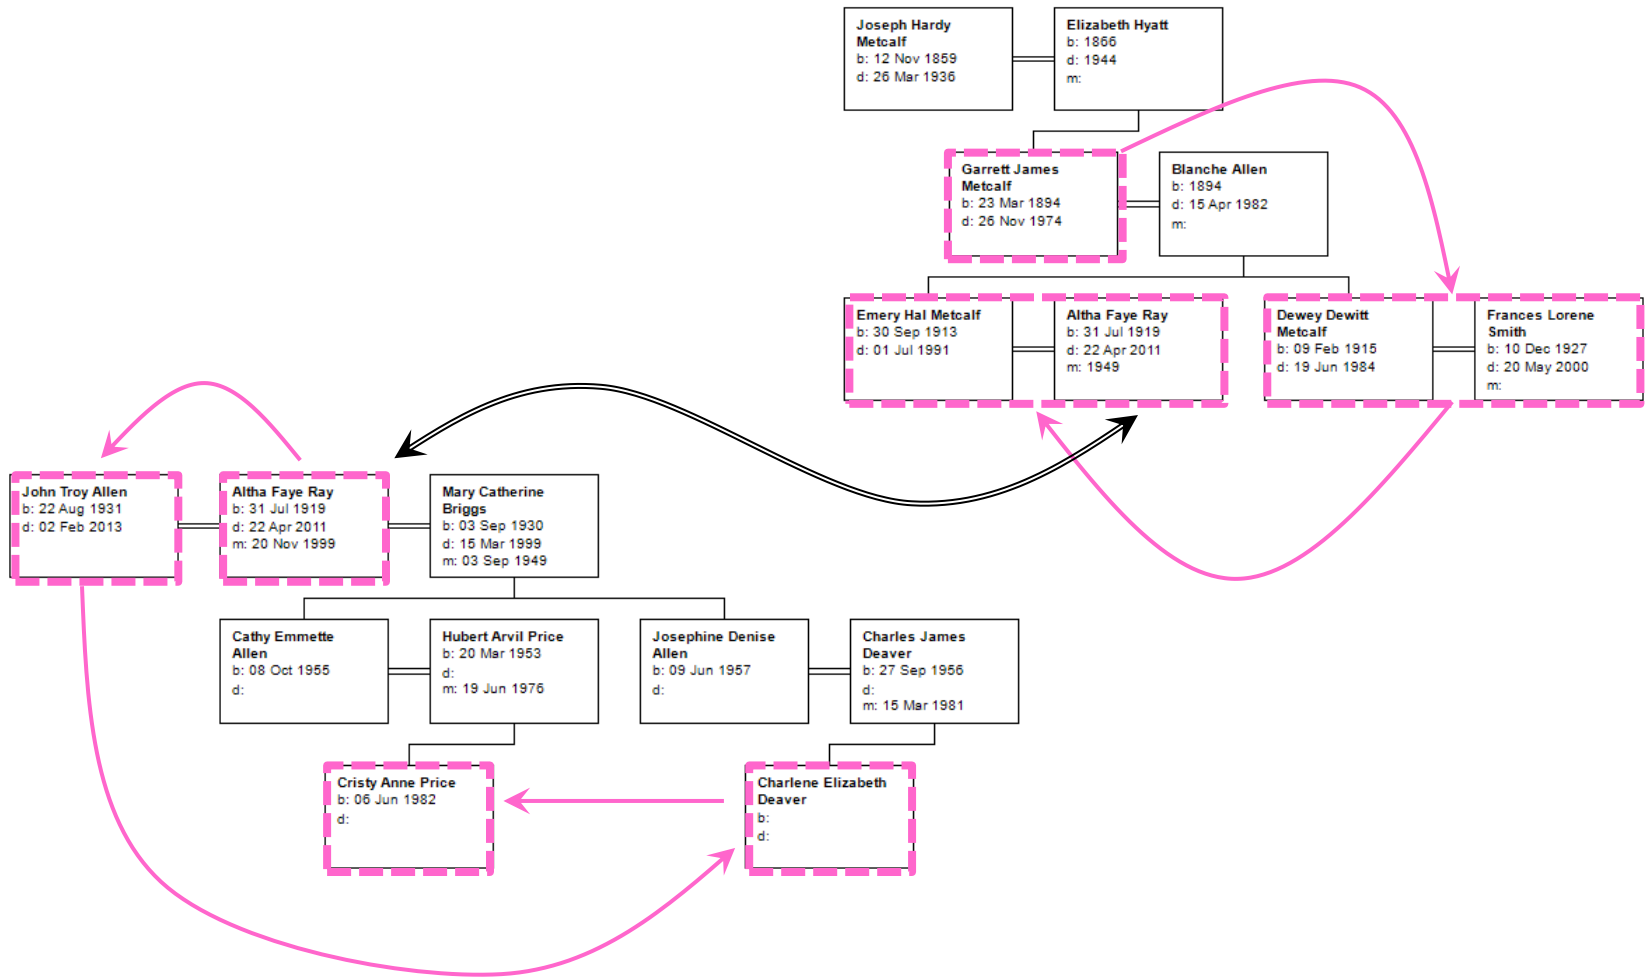 Joseph Hardy
Metcalf
b: 12 Nov 1859
d: 26 Mar 1936
Elizabeth Hyatt
b: 1866
d: 1944
m:
Garrett James
Metcalf
b: 23 Mar 1894
d: 26 Nov 1974
Blanche Allen
b: 1894
d: 15 Apr 1982
m:
Emery Hal Metcalf
b: 30 Sep 1913
d: 01 Jul 1991
Altha Faye Ray
b: 31 Jul 1919
d: 22 Apr 2011
m: 1949
Dewey Dewitt
Metcalf
b: 09 Feb 1915
d: 19 Jun 1984
Frances Lorene
Smith
b: 10 Dec 1927
d: 20 May 2000
m:
John Troy Allen
b: 22 Aug 1931
d: 02 Feb 2013
Altha Faye Ray
b: 31 Jul 1919
d: 22 Apr 2011
m: 20 Nov 1999
Mary Catherine
Briggs
b: 03 Sep 1930
d: 15 Mar 1999
m: 03 Sep 1949
Cathy Emmette
Allen
b: 08 Oct 1955
d:
Hubert Arvil Price
b: 20 Mar 1953
d:
m: 19 Jun 1976
Josephine Denise
Allen
b: 09 Jun 1957
d:
Charles James
Deaver
b: 27 Sep 1956
d:
m: 15 Mar 1981
Cristy Anne Price
b: 06 Jun 1982
d:
Charlene Elizabeth
Deaver
b:
d: